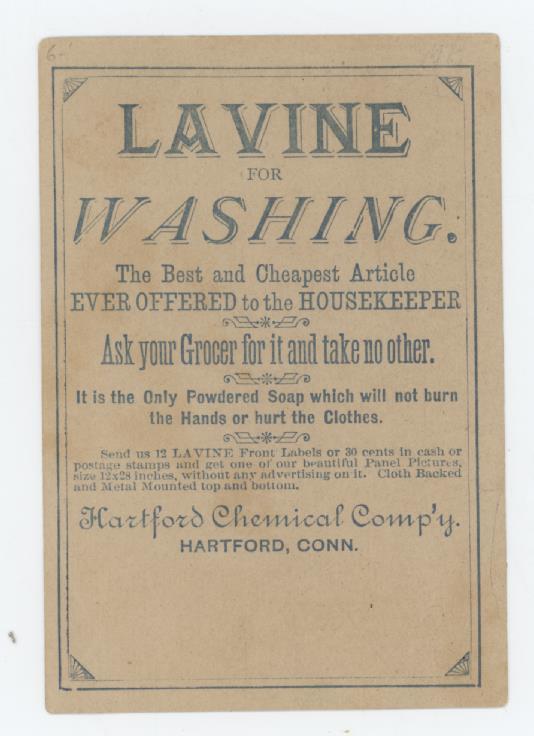 LAVINE
FOR
WASHING.
The Best and Cheapest Article
EVER OFFERED to the HOUSEKEEPER
Ask your Grocer for it and take no other.
It is the Only Powdered Soap which will not burn
the Hands or hurt the Clothes.
Send us 12 LAVINE Front Labels or 30 cents in cash or
postage stamps and get one of our beautiful Panel Pictures,
size 12x28 inches, without any advertising on it. Cloth Backed
and Metal Mounted top and bottom.
Hartford Chemical Comp'y.
HARTFORD, CONN.